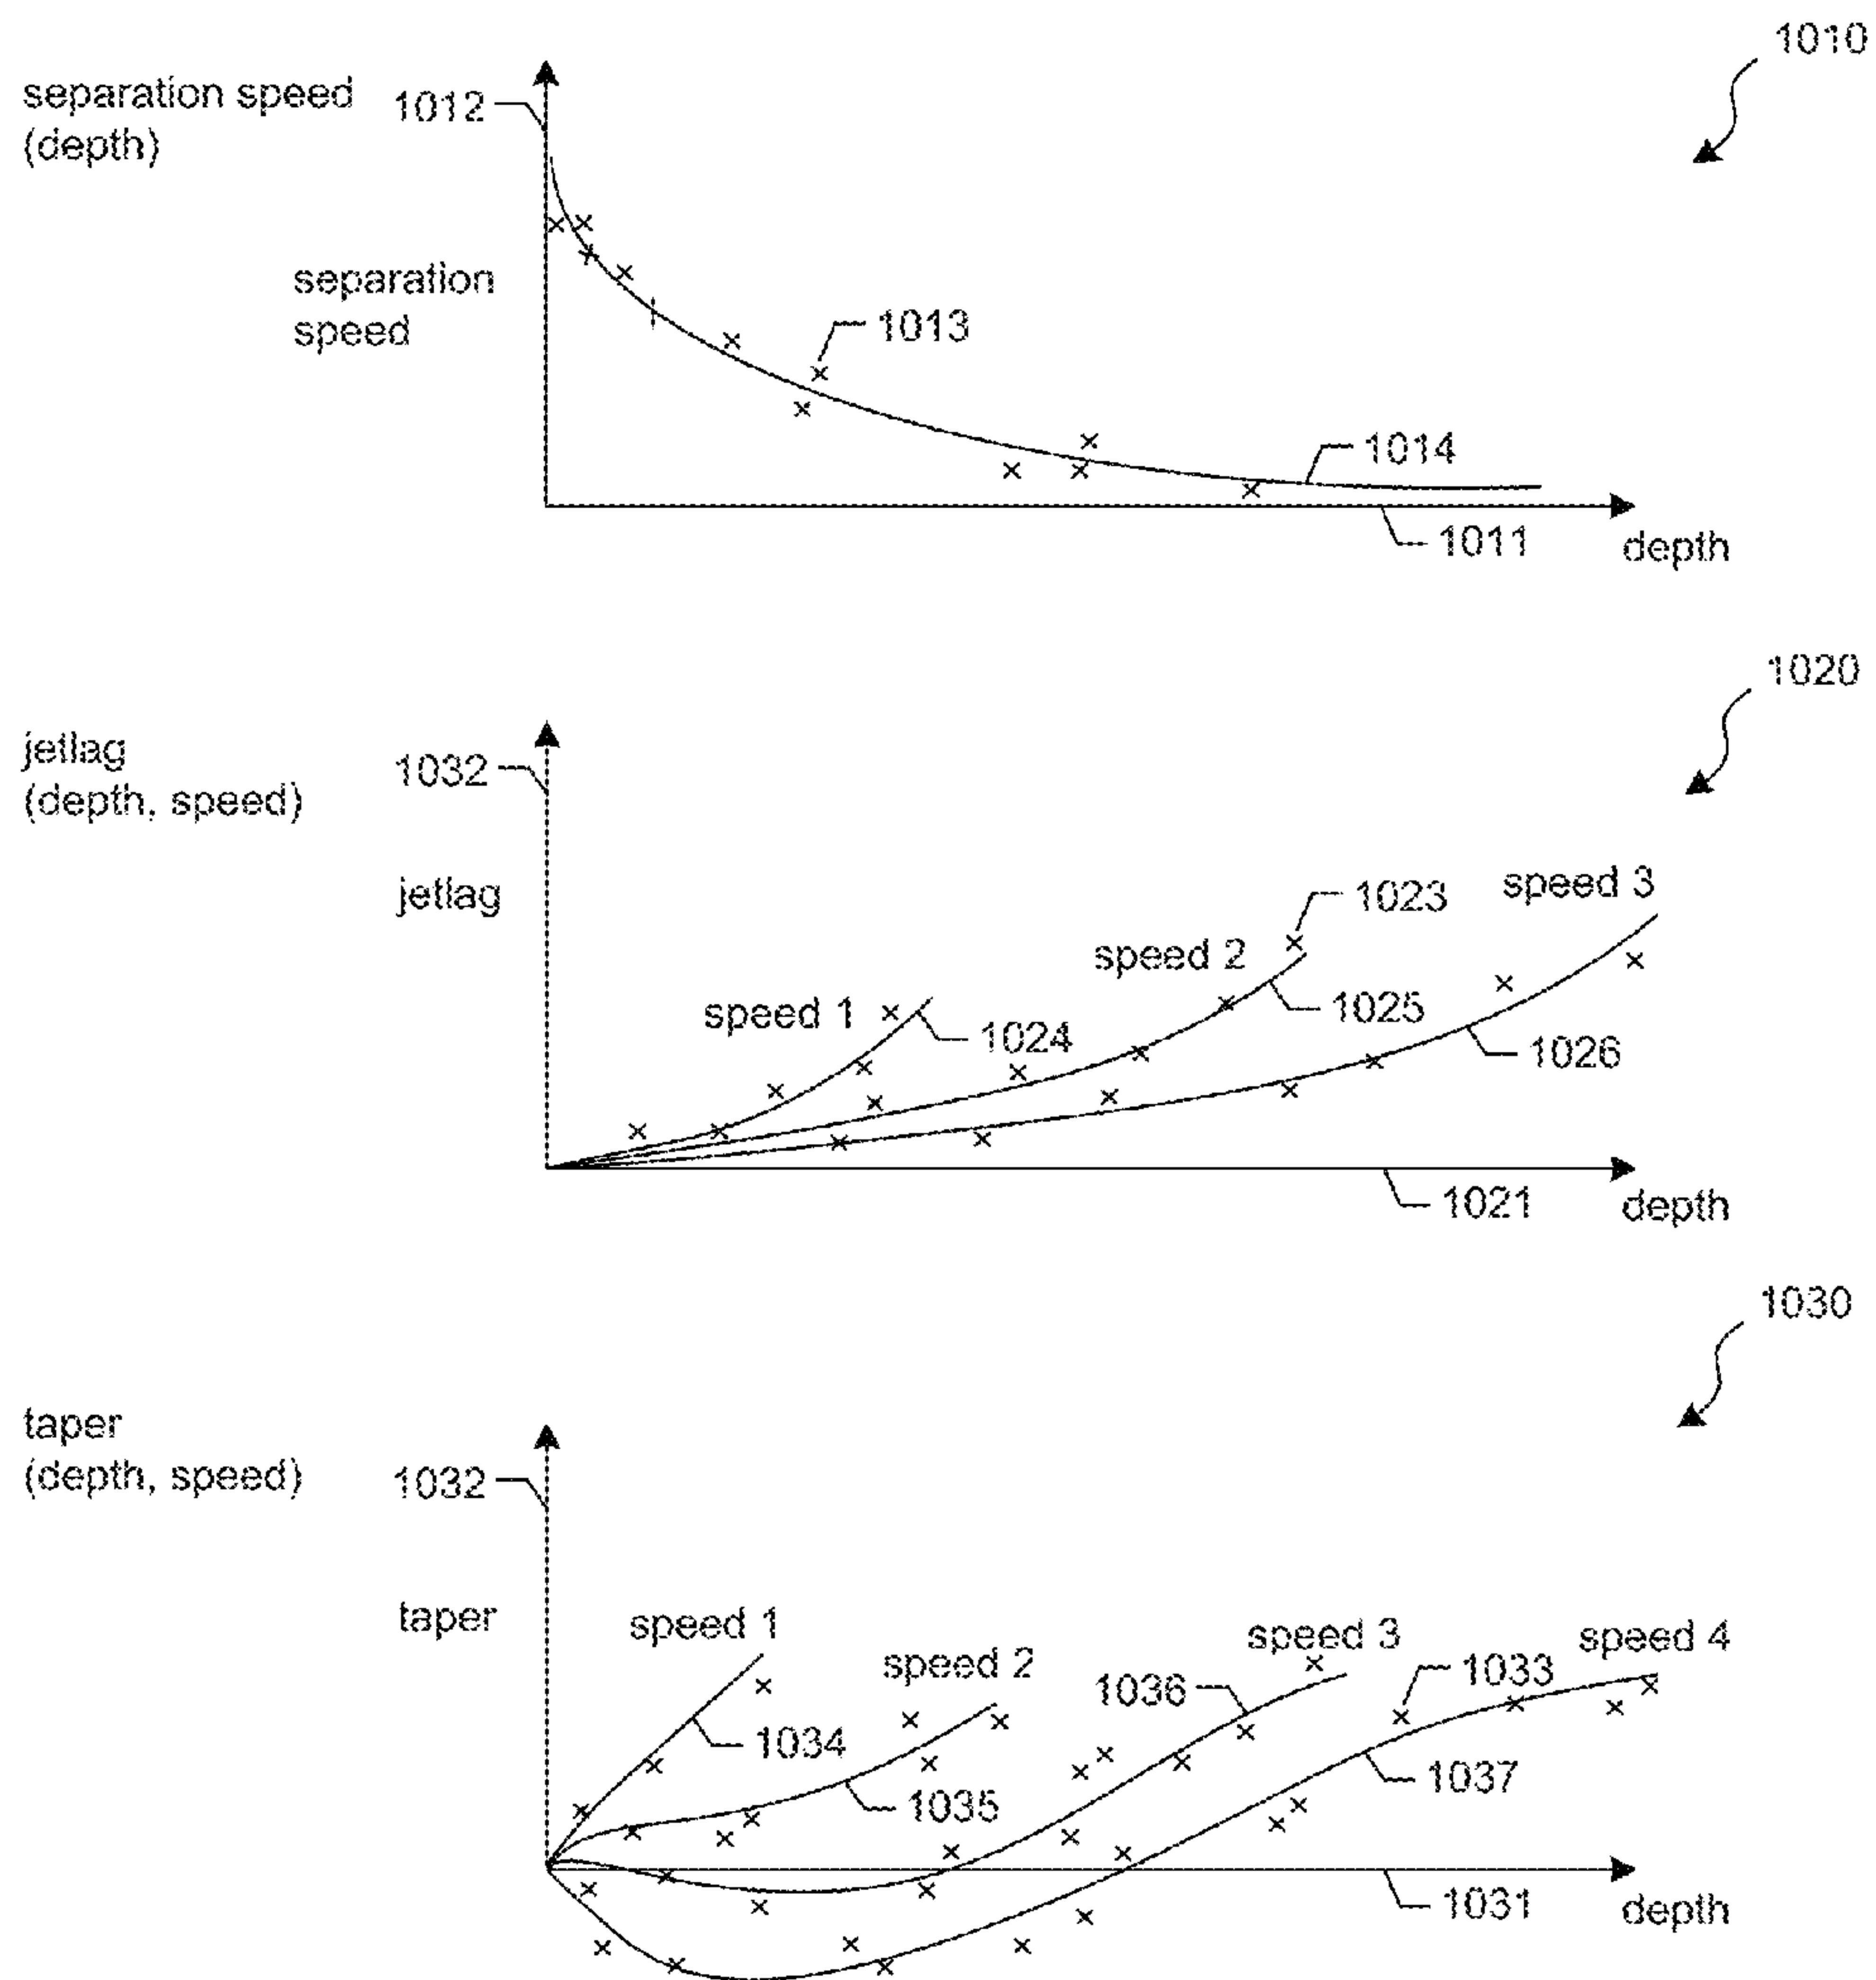 1010
separation speed
(depth)
1012
separation
speed
1013
1014
1011
depth
1020
jetlag
(depth, speed)
1032
jetlag
speed 1
speed 2
speed 3
1023
1024
1025
1026
1021
depth
1030
taper
(depth, speed)
1032
taper
speed 1
speed 2
speed 3
speed 4
1033
1036
1034
1035
1037
1031
depth